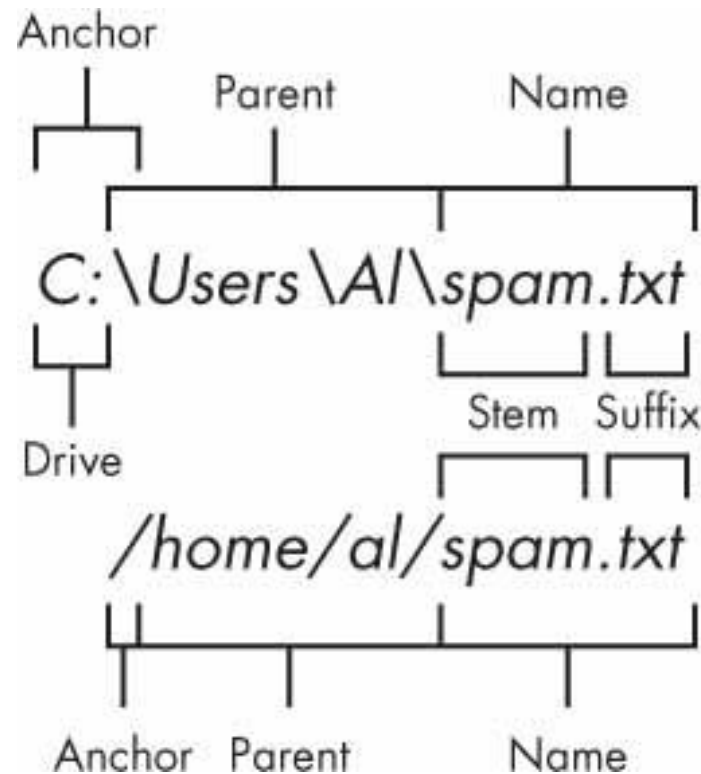 Anchor
Parent Name
C:\Users\Al\spam.txt
Stem Suffix
Drive
/home/al/spam.txt
Anchor Parent Name